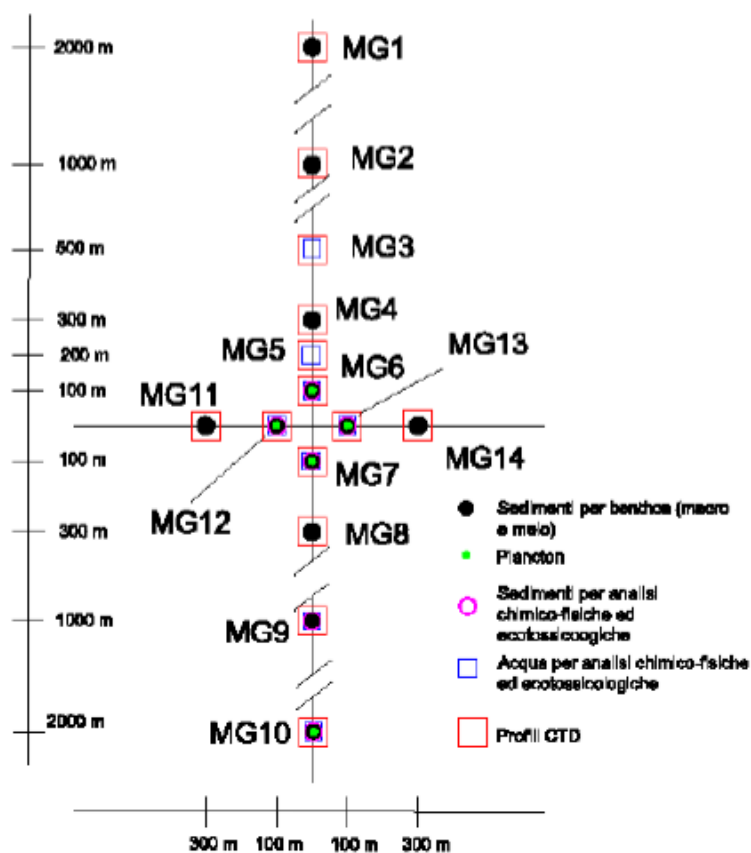 2000 m
MG1
1000 m
MG2
500 m
MG3
300 m
MG4
200 m
MG5
MG6
MG13
100 m
MG11
100 m
MG7
MG14
MG12
300 m
MG8
1000 m
MG9
2000 m
MG10
Sedimenti per benthos (macro
e meio)
Plancton
Sedimenti per analisi
chimico-fisiche ed
ecotossicoogiche
Acqua per analisi chimico-fisiche
ed ecotossicologiche
Profili CTD
300 m 100 m 100 m 300 m